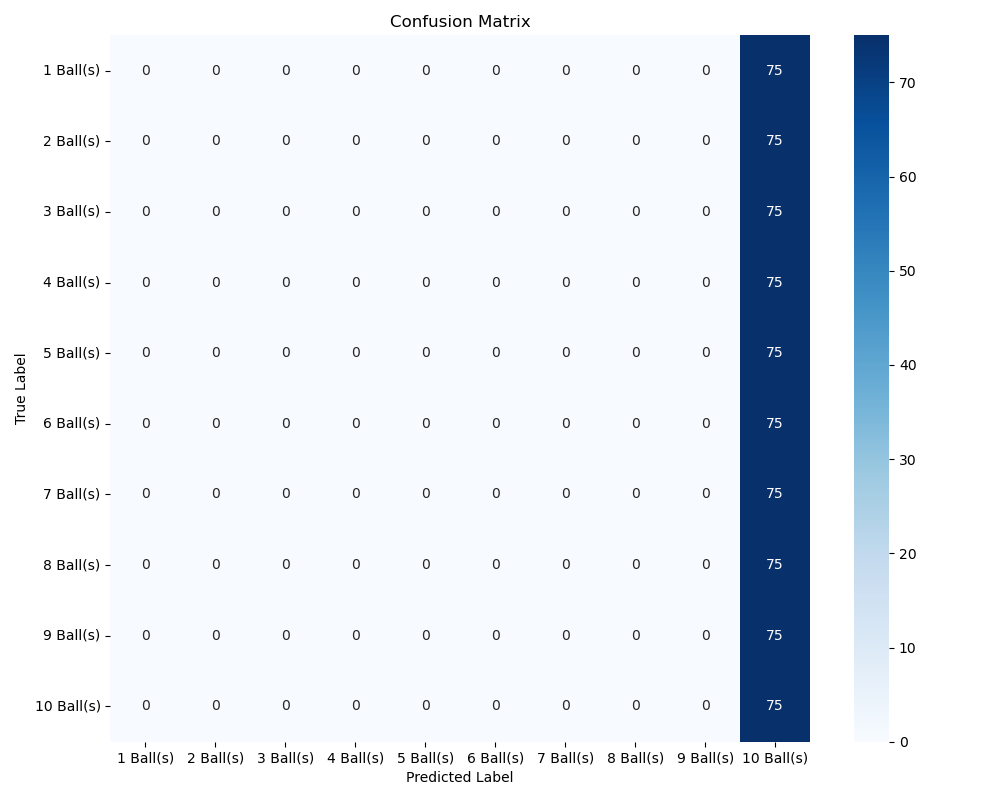 Confusion Matrix
True Label
1 Ball(s) 0 0 0 0 0 0 0 0 0 75
2 Ball(s) 0 0 0 0 0 0 0 0 0 75
3 Ball(s) 0 0 0 0 0 0 0 0 0 75
4 Ball(s) 0 0 0 0 0 0 0 0 0 75
5 Ball(s) 0 0 0 0 0 0 0 0 0 75
6 Ball(s) 0 0 0 0 0 0 0 0 0 75
7 Ball(s) 0 0 0 0 0 0 0 0 0 75
8 Ball(s) 0 0 0 0 0 0 0 0 0 75
9 Ball(s) 0 0 0 0 0 0 0 0 0 75
10 Ball(s) 0 0 0 0 0 0 0 0 0 75
1 Ball(s) 2 Ball(s) 3 Ball(s) 4 Ball(s) 5 Ball(s) 6 Ball(s) 7 Ball(s) 8 Ball(s) 9 Ball(s) 10 Ball(s)
Predicted Label
70
60
50
40
30
20
10
0